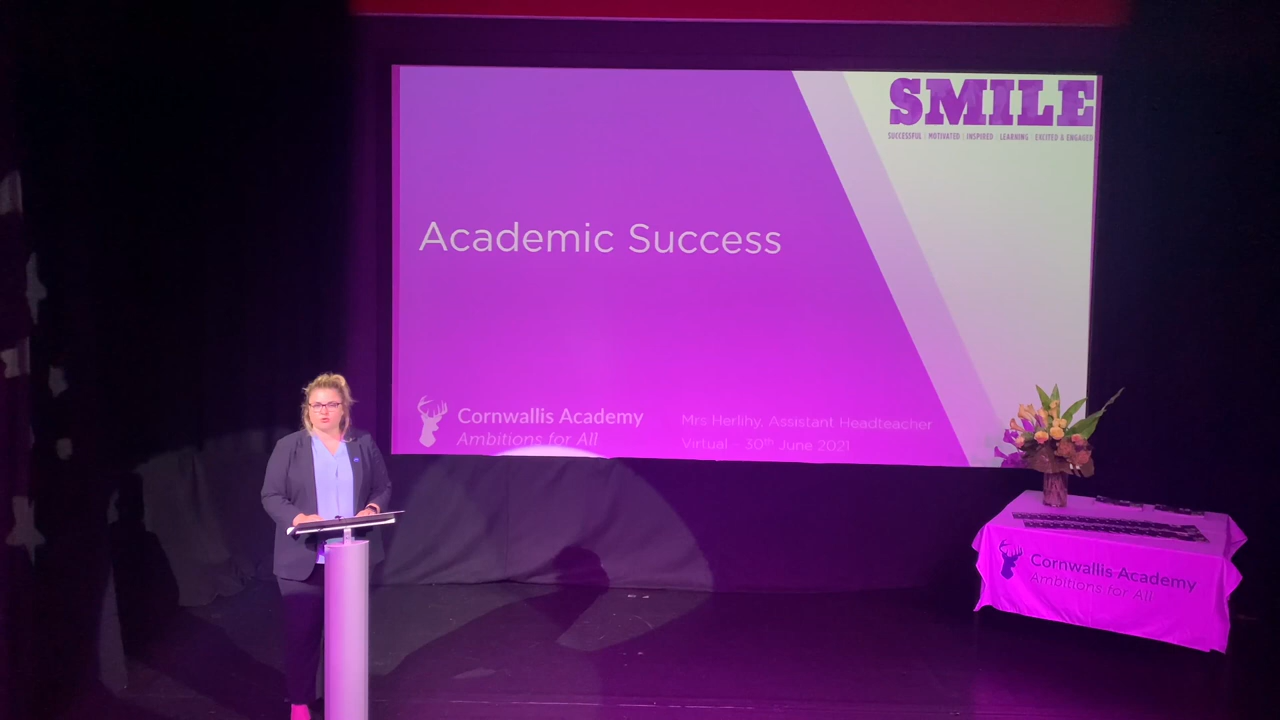 SMILE
SUCCESSFUL | MOTIVATED | INSPIRED | LEARNING | EXCITED & ENGAGED
Academic Success
Cornwallis Academy
Ambitions for All
Mrs Herlihy, Assistant Headteacher
Virtual – 30th June 2021
Cornwallis Academy
Ambitions for All